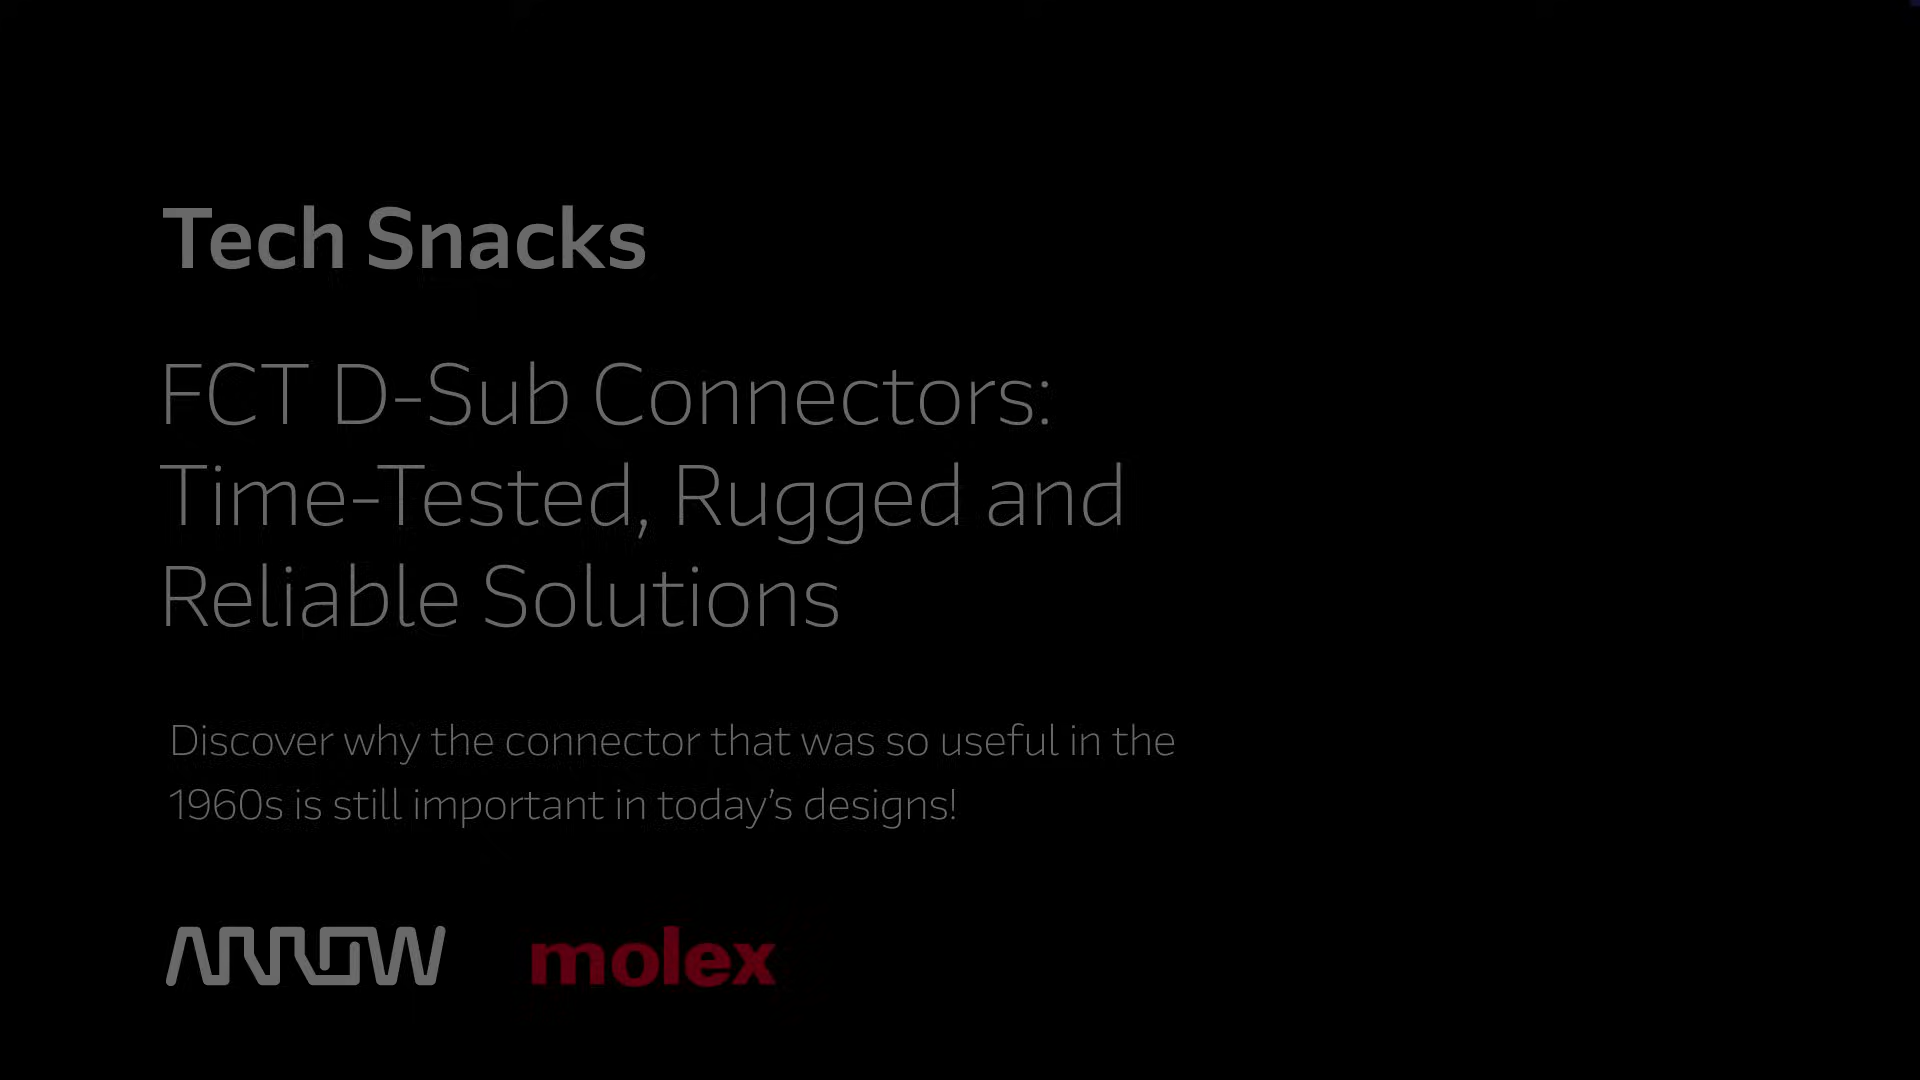 Tech Snacks
FCT D-Sub Connectors:
Time-Tested, Rugged and
Reliable Solutions
Discover why the connector that was so useful in the
1960s is still important in today’s designs!
ARROW molex